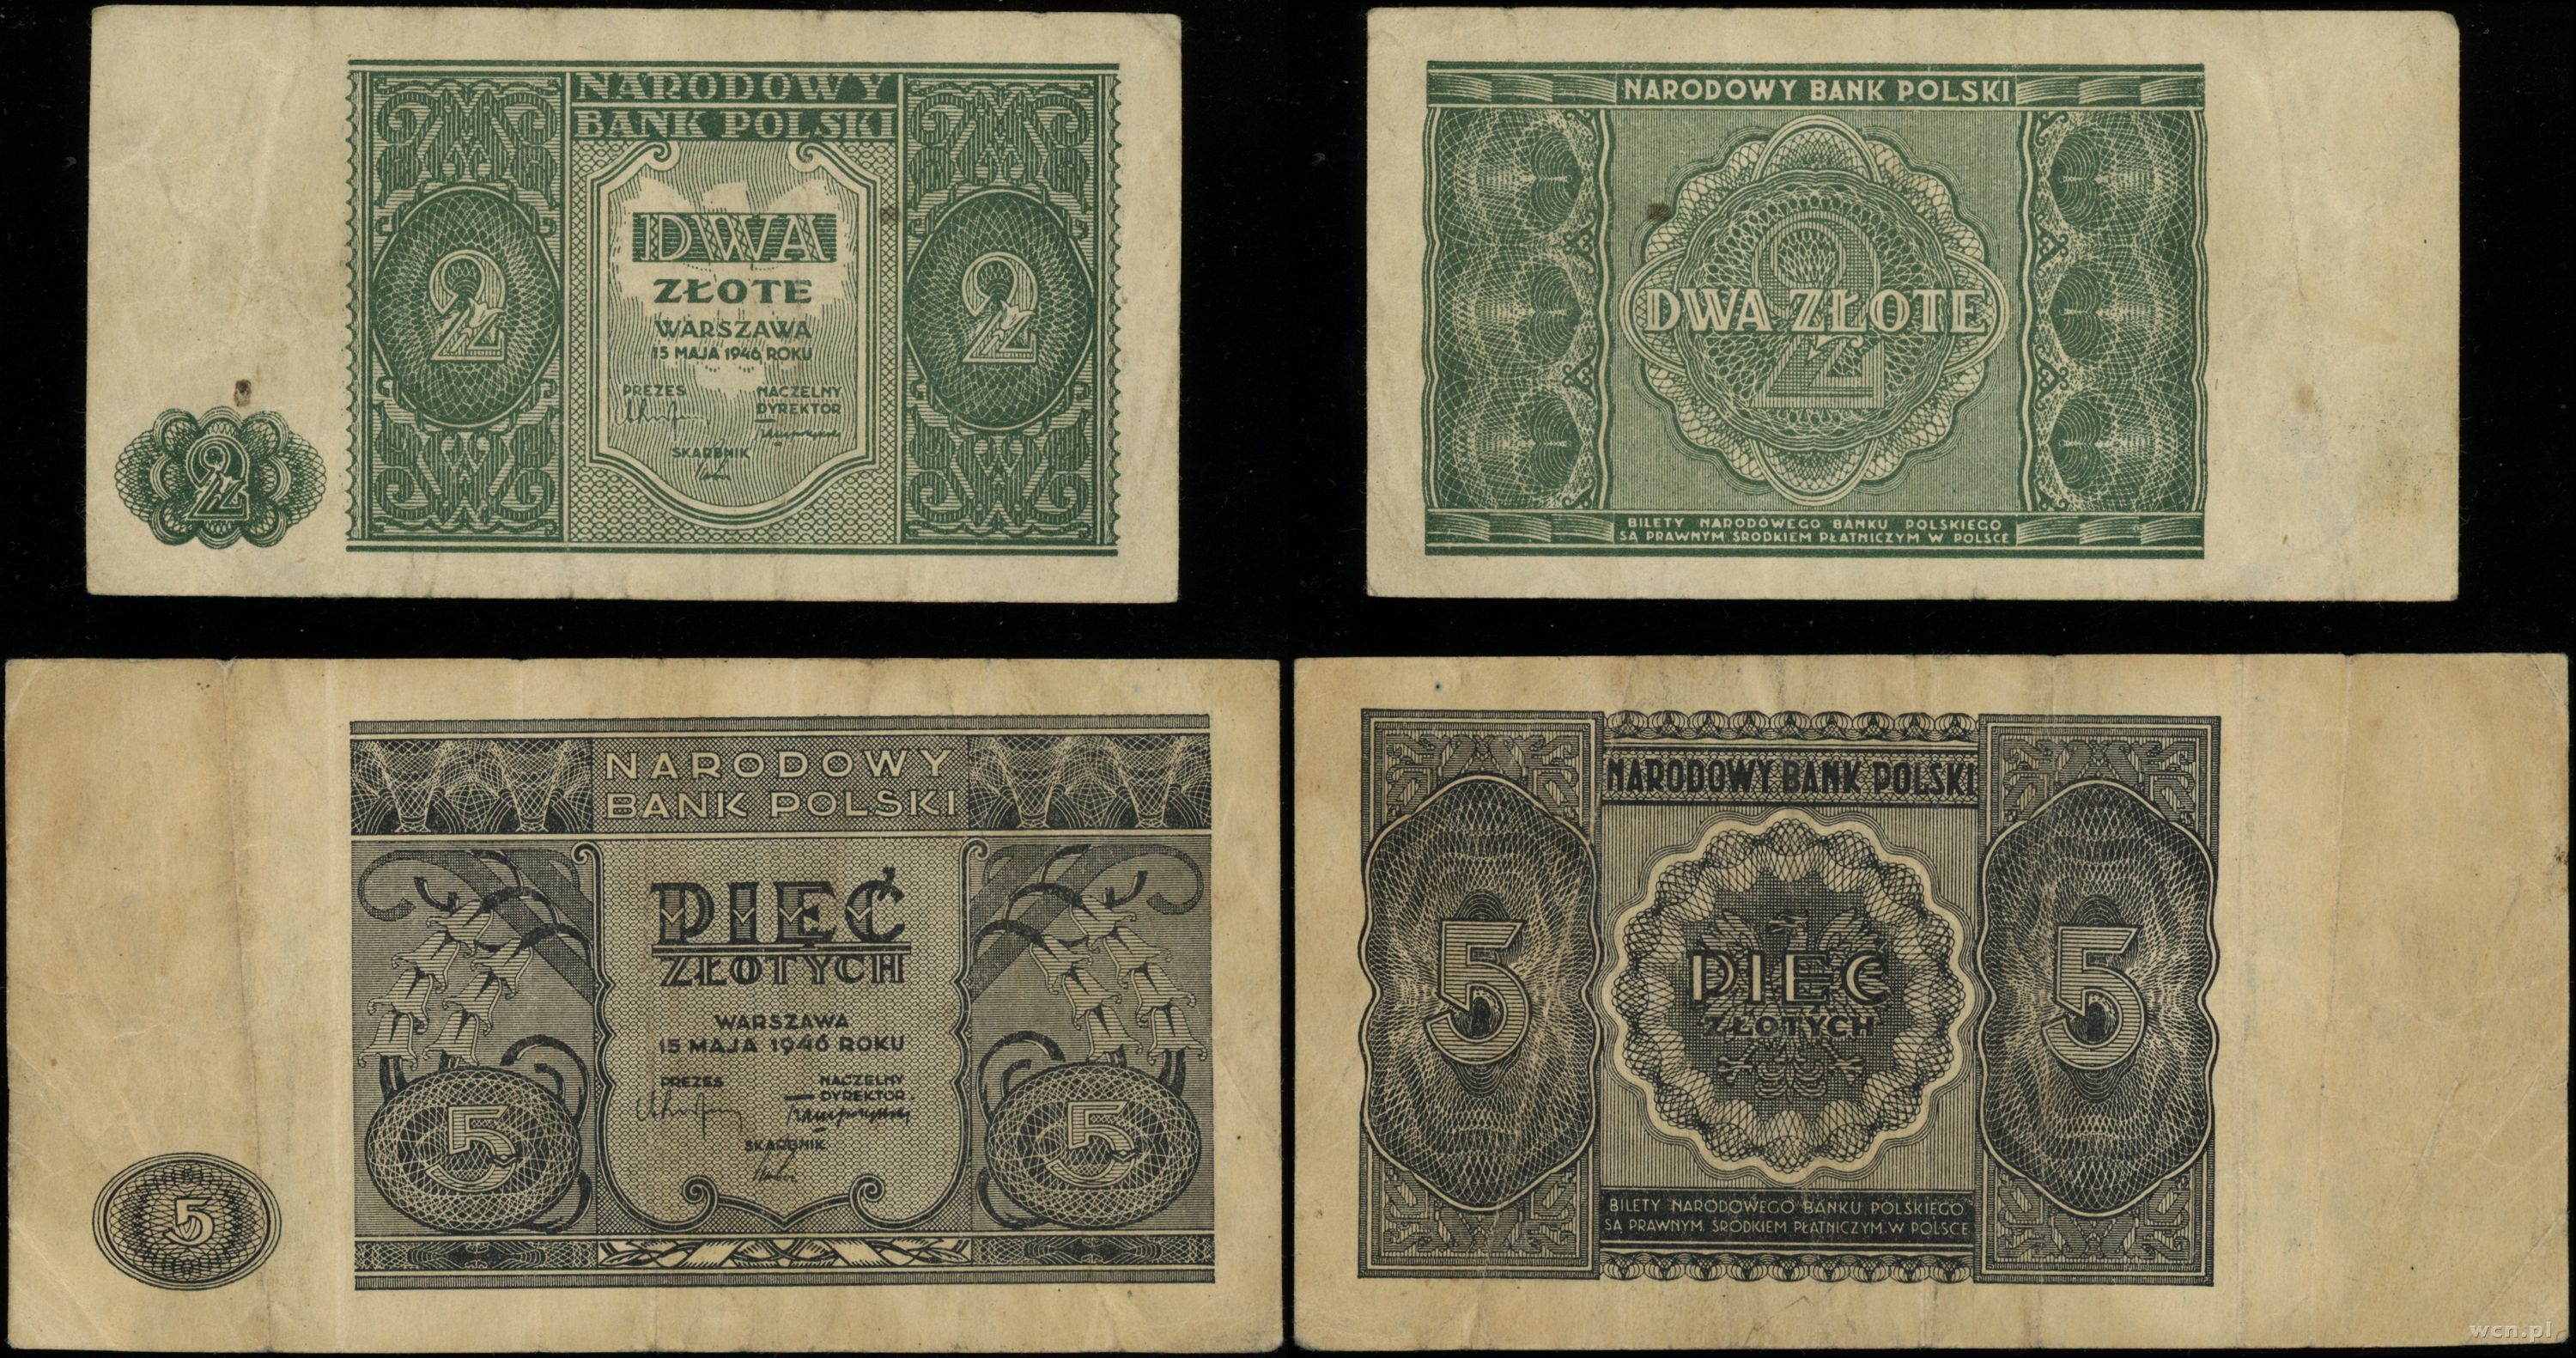 NARODOWY
BANK POLSKI
DWA
ZŁOTE
WARSZAWA
15 MAJA 1946 ROKU
PREZES
NACZELNY
DYREKTOR
SKARBNIK
2
2
2
NARODOWY BANK POLSKI
2
DWA ZŁOTE
BILETY NARODOWEGO BANKU POLSKIEGO
SĄ PRAWNYM ŚRODKIEM PŁATNICZYM W POLSCE
NARODOWY
BANK POLSKI
PIĘĆ
ZŁOTYCH
WARSZAWA
15 MAJA 1946 ROKU
PREZES
NACZELNY
DYREKTOR
SKARBNIK
5
5
5
NARODOWY BANK POLSKI
5
PIĘĆ
ZŁOTYCH
5
BILETY NARODOWEGO BANKU POLSKIEGO
SĄ PRAWNYM ŚRODKIEM PŁATNICZYM W POLSCE
wcn.pl